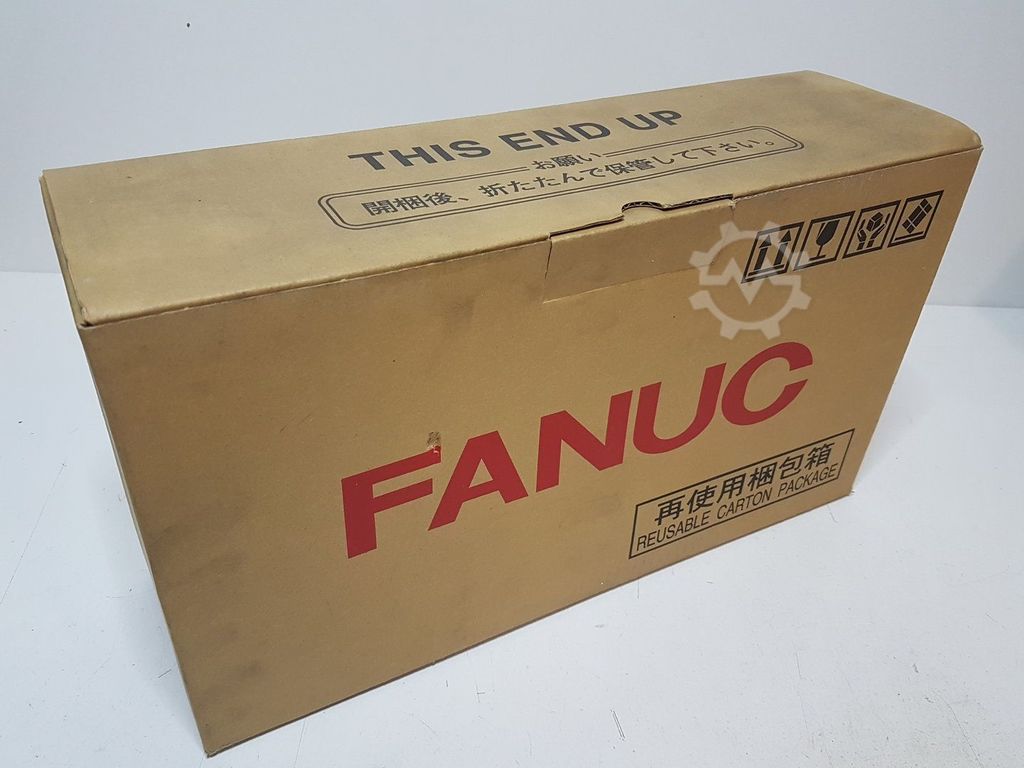 THIS END UP
お願い
開梱後、折たたんで保管して下さい。
FANUC
再使用梱包箱
REUSABLE CARTON PACKAGE